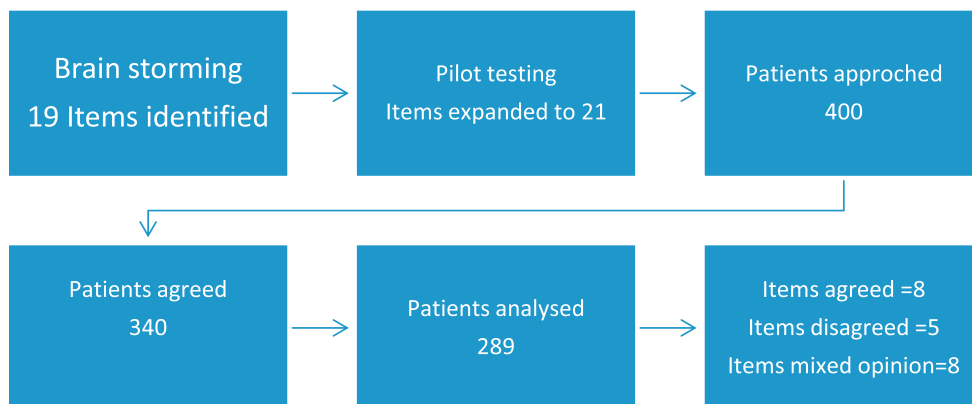 Brain storming
19 Items identified
Pilot testing
Items expanded to 21
Patients approched
400
Patients agreed
340
Patients analysed
289
Items agreed =8
Items disagreed =5
Items mixed opinion=8